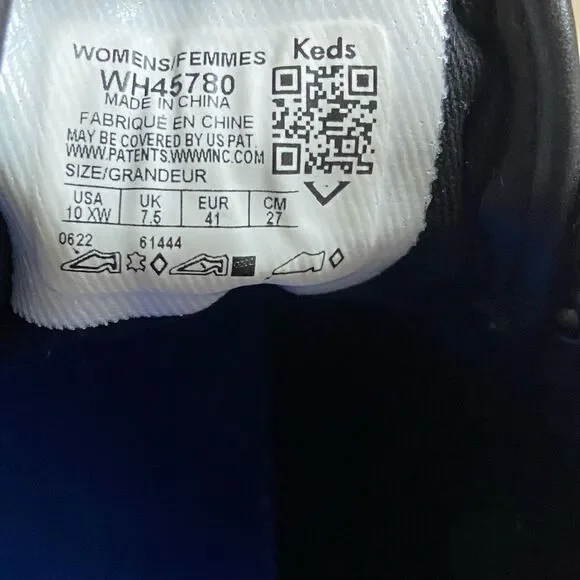 WOMENS/FEMMES Keds
WH45780
MADE IN CHINA
FABRIQUÉ EN CHINE
MAY BE COVERED BY US PAT.
WWW.PATENTS.WWWINC.COM
SIZE/GRANDEUR
USA UK EUR CM
10 XW 7.5 41 27
0622 61444